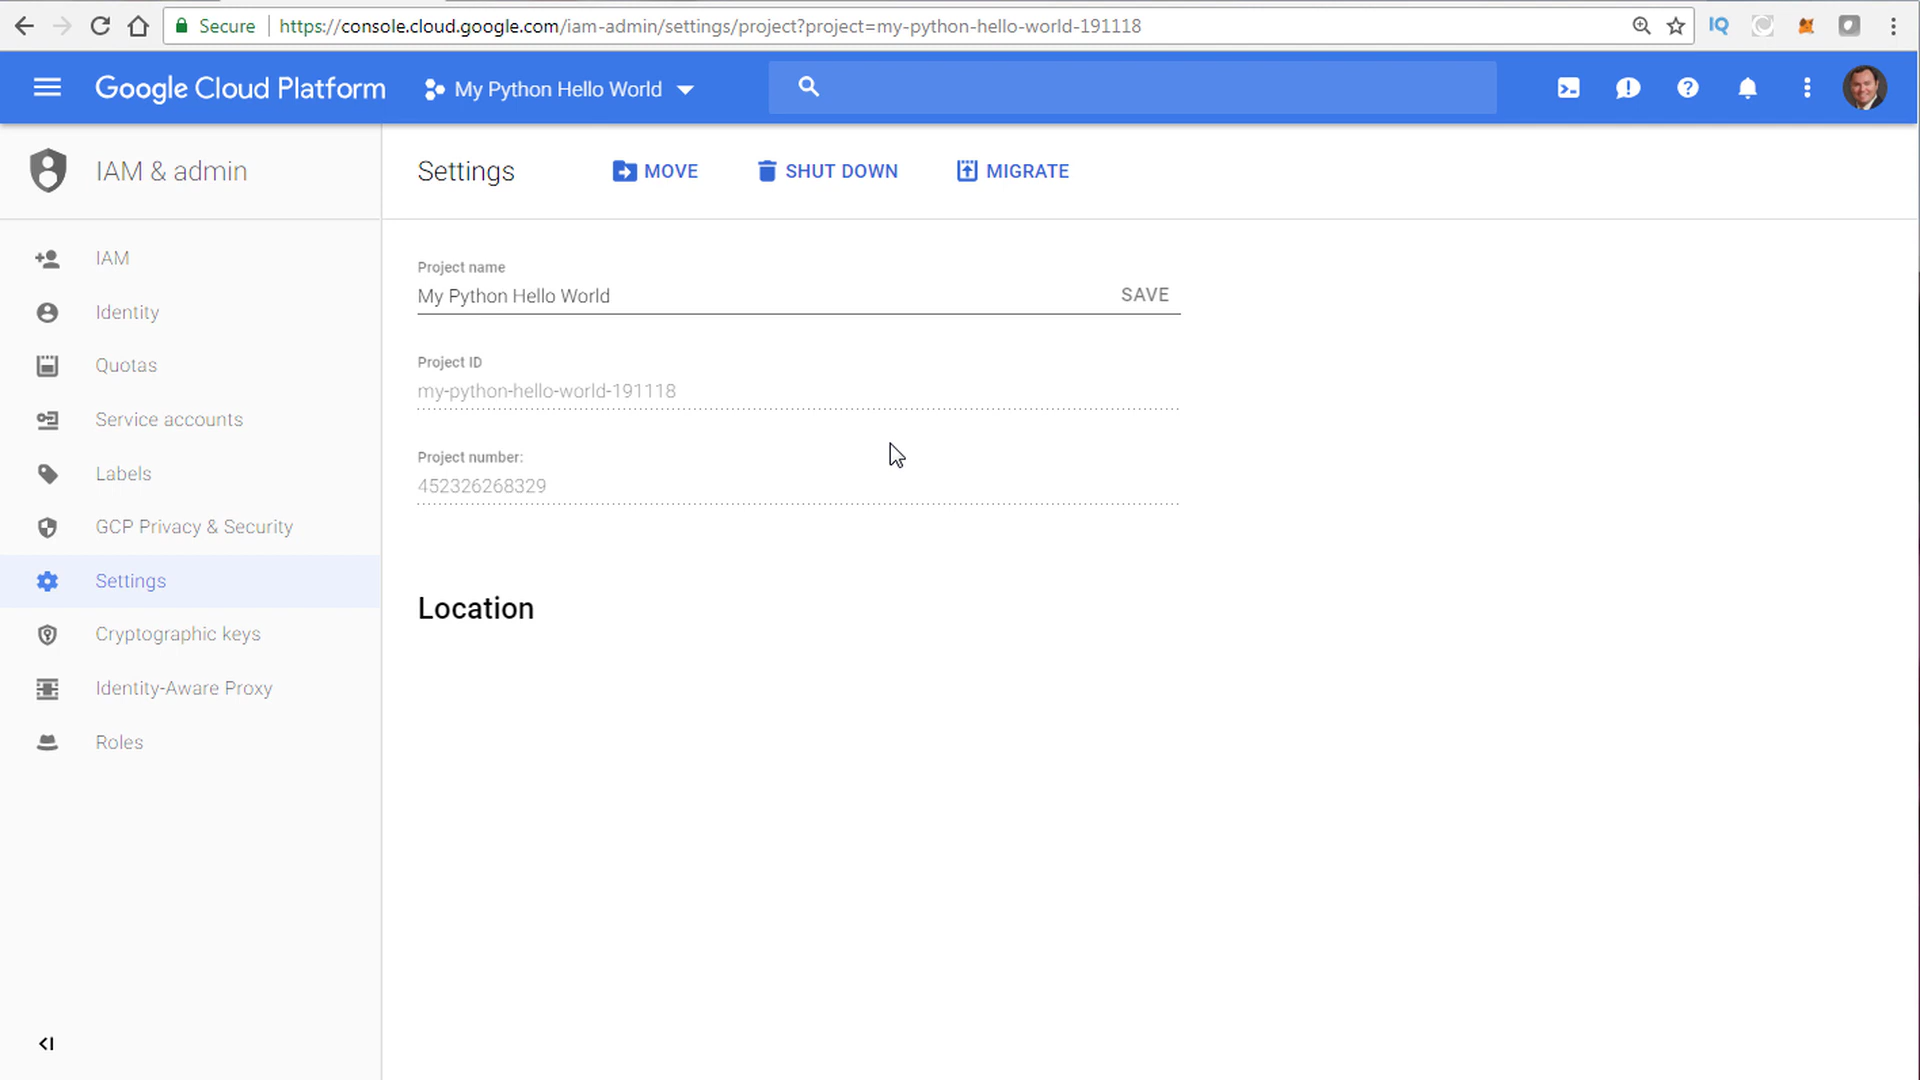 Secure https://console.cloud.google.com/iam-admin/settings/project?project=my-python-hello-world-191118
IQ
Google Cloud Platform My Python Hello World
IAM & admin
Settings MOVE SHUT DOWN MIGRATE
IAM
Identity
Quotas
Service accounts
Labels
GCP Privacy & Security
Settings
Cryptographic keys
Identity-Aware Proxy
Roles
Project name
My Python Hello World SAVE
Project ID
my-python-hello-world-191118
Project number:
452326268329
Location